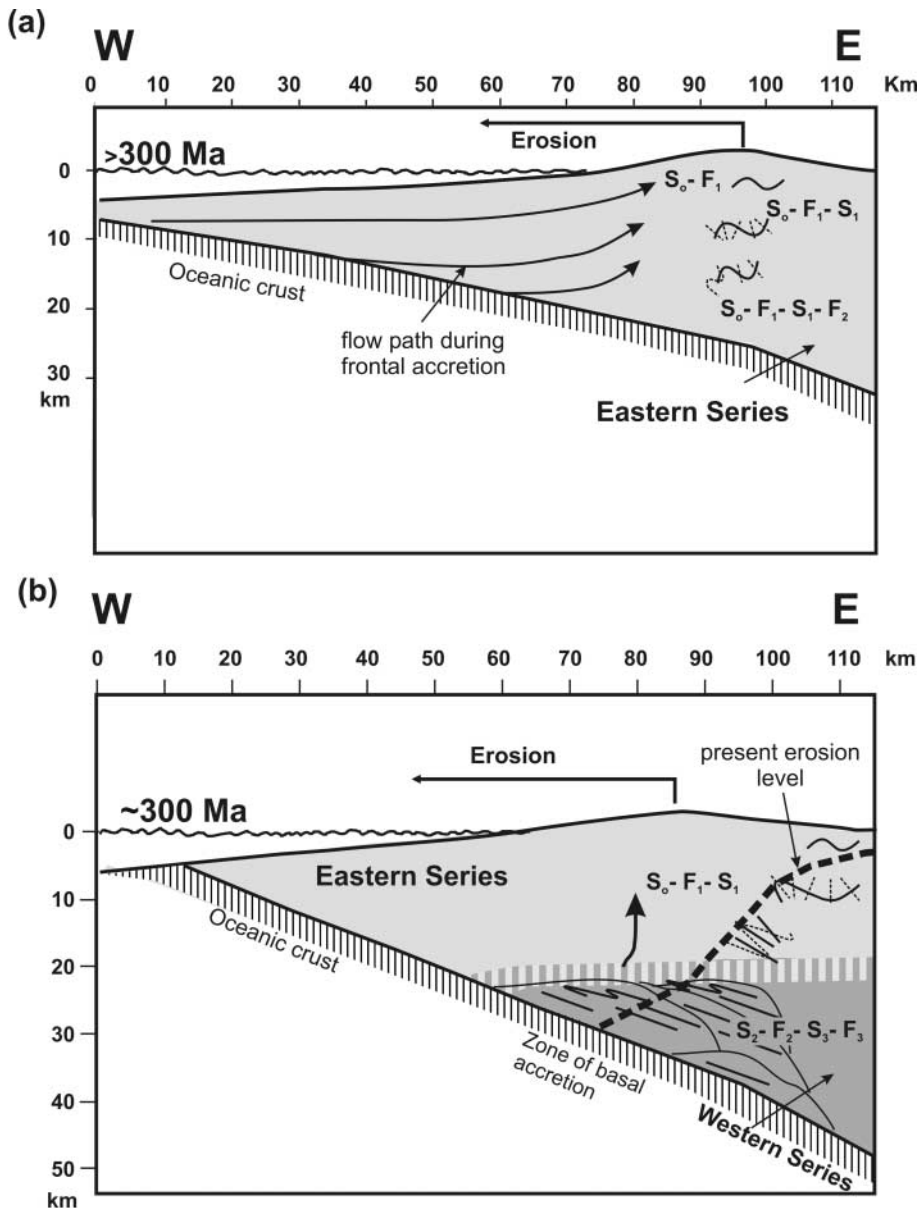 (a)
W E
0 10 20 30 40 50 60 70 80 90 100 Km
Erosion
>300 Ma
0
10
20
30
km
Sₒ- F₁
Sₒ- F₁- S₁
Sₒ- F₁- S₁- F₂
Oceanic crust
flow path during
frontal accretion
Eastern Series
(b)
W E
0 10 20 30 40 50 60 70 80 90 100 110 km
Erosion
present erosion
level
~300 Ma
0
10
20
30
40
50
km
Eastern Series
Sₒ- F₁- S₁
Oceanic crust
S₂- F₂- S₃- F₃
Zone of basal
accretion
Western Series